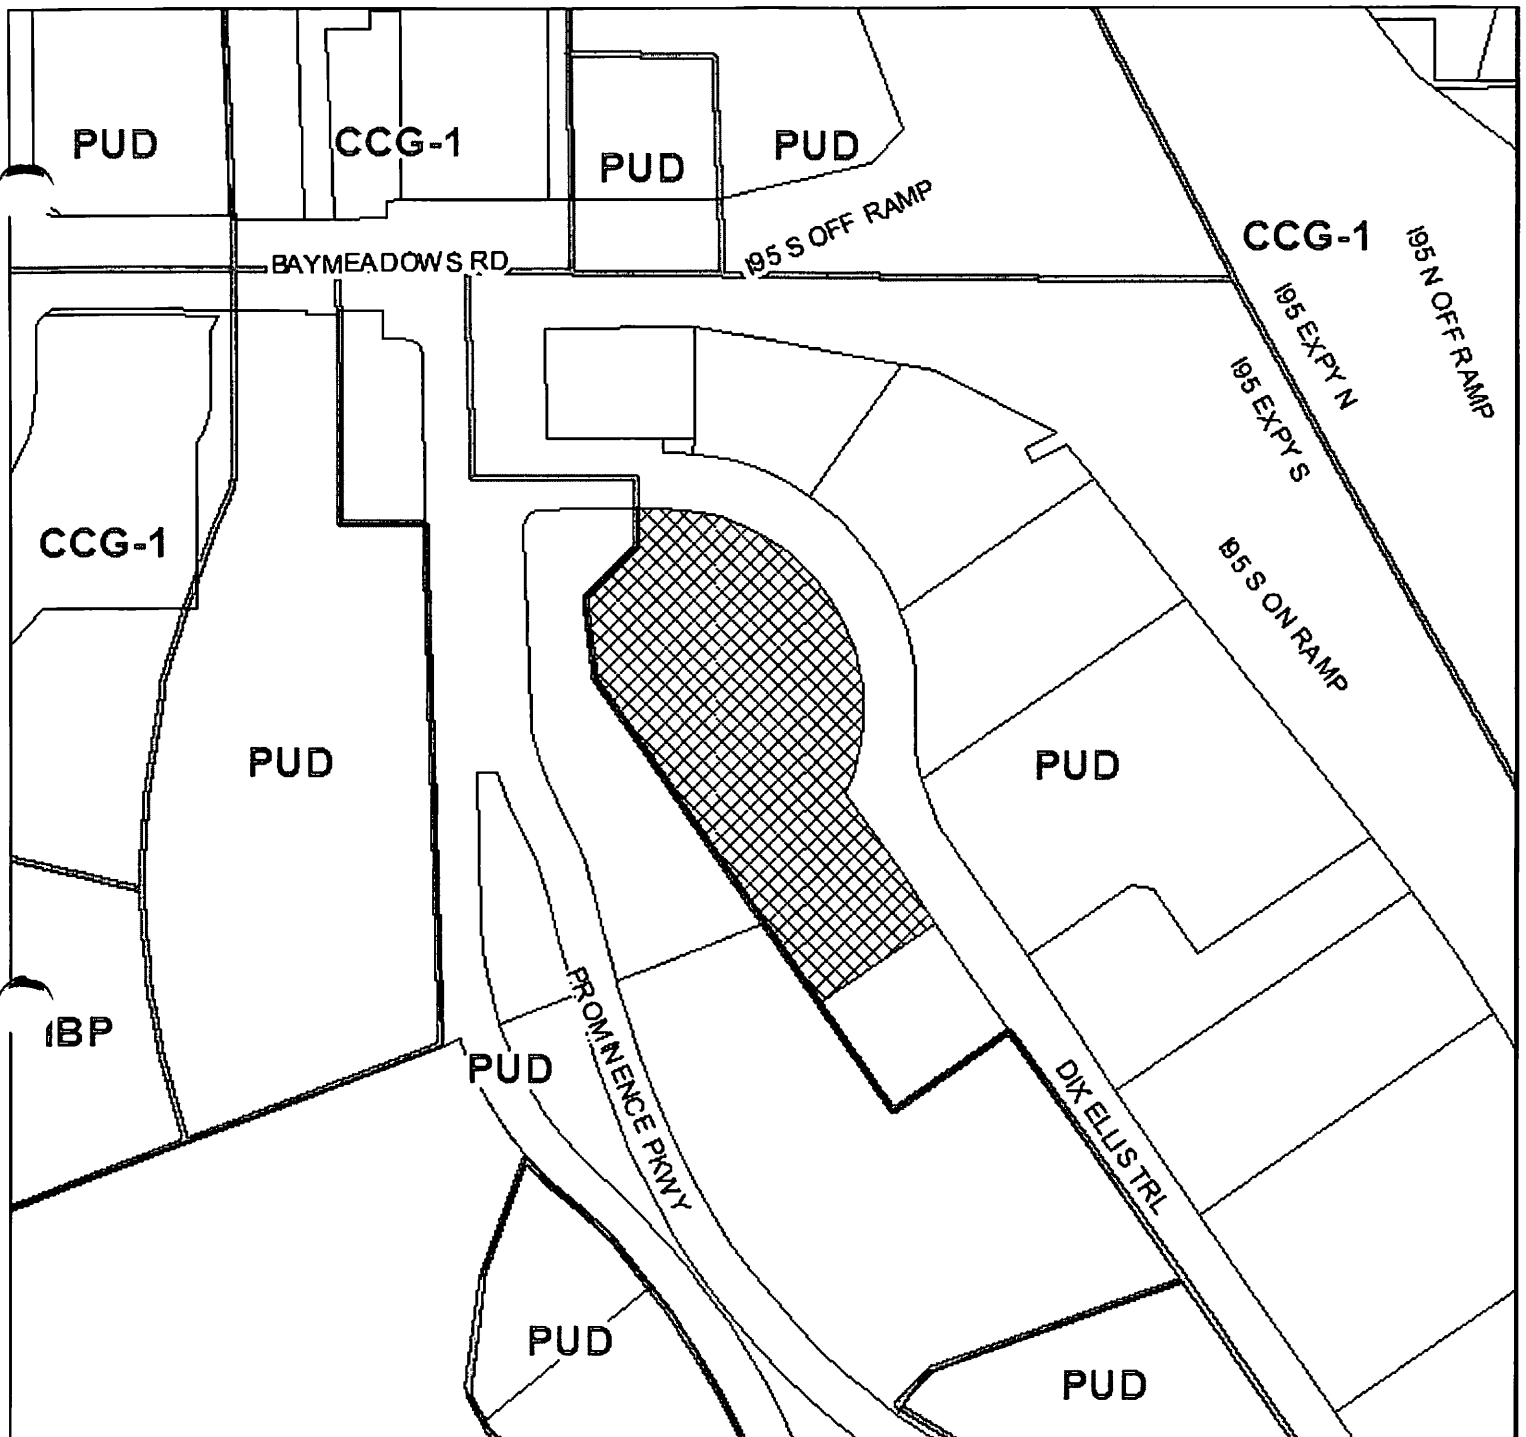 PUD
CCG-1
PUD
PUD
I95 S OFF RAMP
CCG-1
I95 N OFF RAMP
BAYMEADOWS RD
I95 EXPY N
I95 EXPY S
CCG-1
I95 S ON RAMP
PUD
PUD
IBP
PUD
PROMINENCE PKWY
DIX ELLIS TRL
PUD
PUD